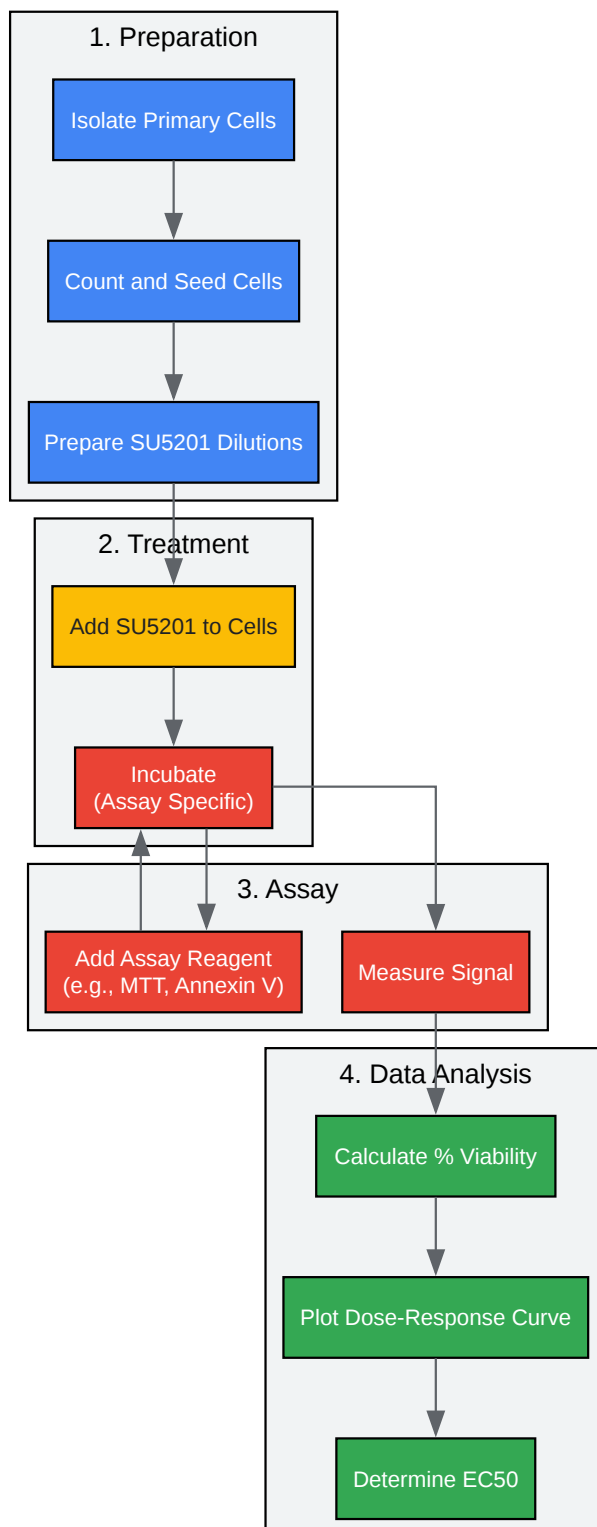 1. Preparation
Isolate Primary Cells
Count and Seed Cells
Prepare SU5201 Dilutions
2. Treatment
Add SU5201 to Cells
Incubate
(Assay Specific)
3. Assay
Add Assay Reagent
(e.g., MTT, Annexin V)
Measure Signal
4. Data Analysis
Calculate % Viability
Plot Dose-Response Curve
Determine EC50